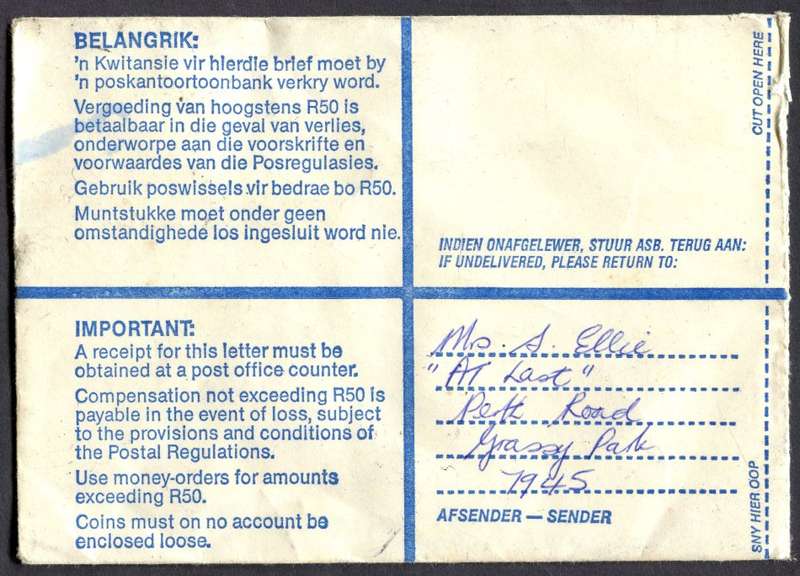 BELANGRIK:
'n Kwitansie vir hierdie brief moet by
'n poskantoortoonbank verkry word.
Vergoeding van hoogstens R50 is
betaalbaar in die geval van verlies,
onderworpe aan die voorskrifte en
voorwaardes van die Posregulasies.
Gebruik poswissels vir bedrae bo R50.
Muntstukke moet onder geen
omstandighede los ingesluit word nie.
INDIEN ONAFGELEWER, STUUR ASB. TERUG AAN:
IF UNDELIVERED, PLEASE RETURN TO:
CUT OPEN HERE
IMPORTANT:
A receipt for this letter must be
obtained at a post office counter.
Compensation not exceeding R50 is
payable in the event of loss, subject
to the provisions and conditions of
the Postal Regulations.
Use money-orders for amounts
exceeding R50.
Coins must on no account be
enclosed loose.
Mrs. S. Ellie
"At Last"
Perth Road
Grassy Park
7945
AFSENDER — SENDER
SNY HIER OOP